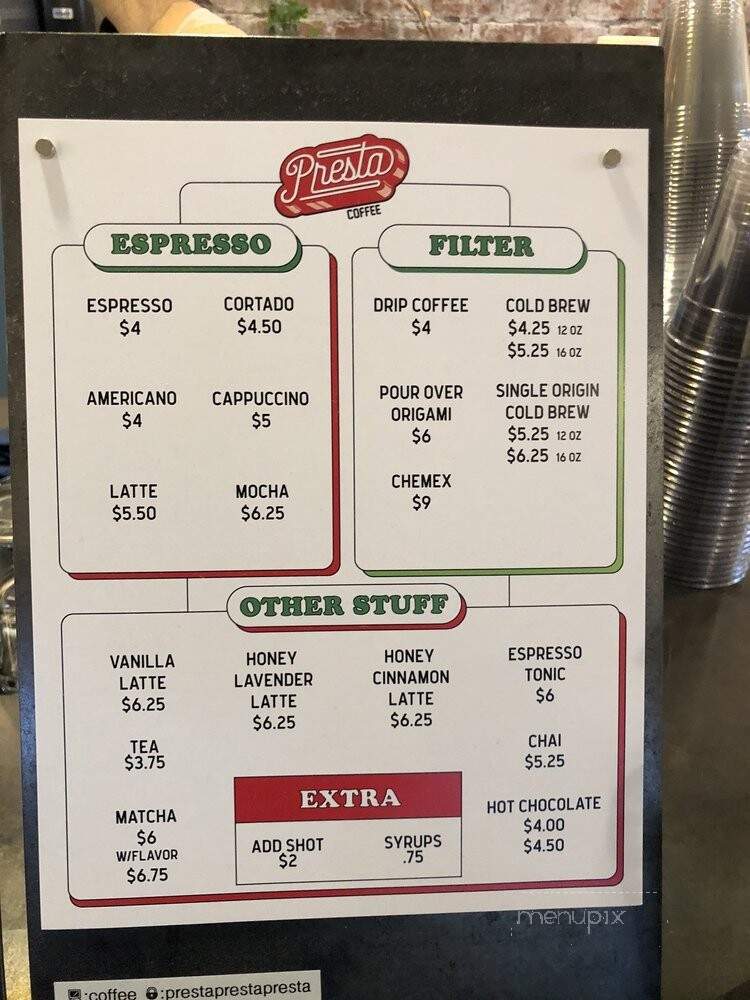 Presta
COFFEE
ESPRESSO
ESPRESSO
$4
CORTADO
$4.50
AMERICANO
$4
CAPPUCCINO
$5
LATTE
$5.50
MOCHA
$6.25
FILTER
DRIP COFFEE
$4
COLD BREW
$4.25 12 OZ
$5.25 16 OZ
POUR OVER
ORIGAMI
$6
SINGLE ORIGIN
COLD BREW
$5.25 12 OZ
$6.25 16 OZ
CHEMEX
$9
OTHER STUFF
VANILLA
LATTE
$6.25
HONEY
LAVENDER
LATTE
$6.25
HONEY
CINNAMON
LATTE
$6.25
ESPRESSO
TONIC
$6
TEA
$3.75
CHAI
$5.25
MATCHA
$6
W/FLAVOR
$6.75
HOT CHOCOLATE
$4.00
$4.50
EXTRA
ADD SHOT
$2
SYRUPS
.75
menupix
:coffee :prestaprestapresta